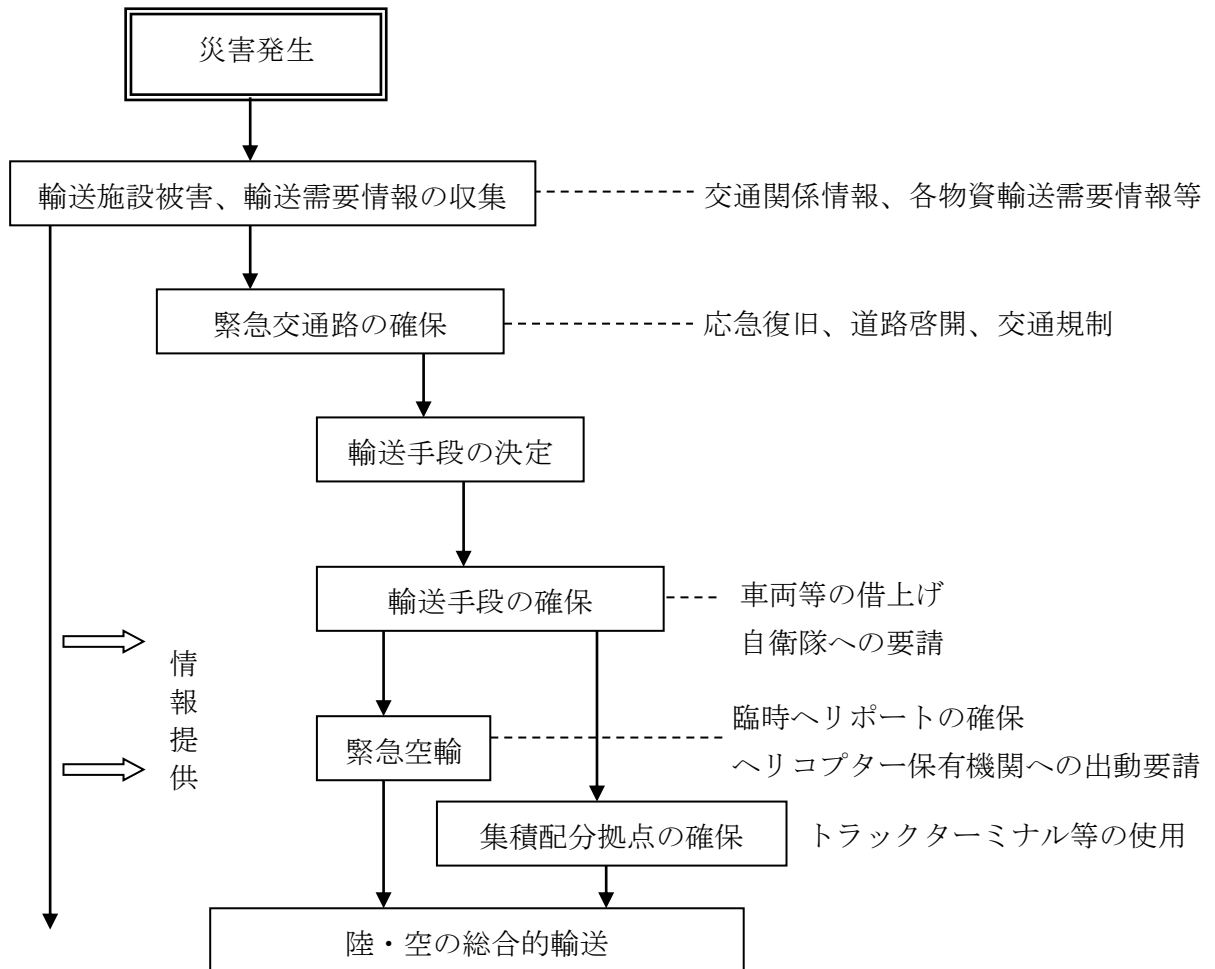 災害発生
輸送施設被害、輸送需要情報の収集
交通関係情報、各物資輸送需要情報等
緊急交通路の確保
応急復旧、道路啓開、交通規制
輸送手段の決定
輸送手段の確保
車両等の借上げ
自衛隊への要請
情報提供
緊急空輸
臨時ヘリポートの確保
ヘリコプター保有機関への出動要請
集積配分拠点の確保
トラックターミナル等の使用
陸・空の総合的輸送